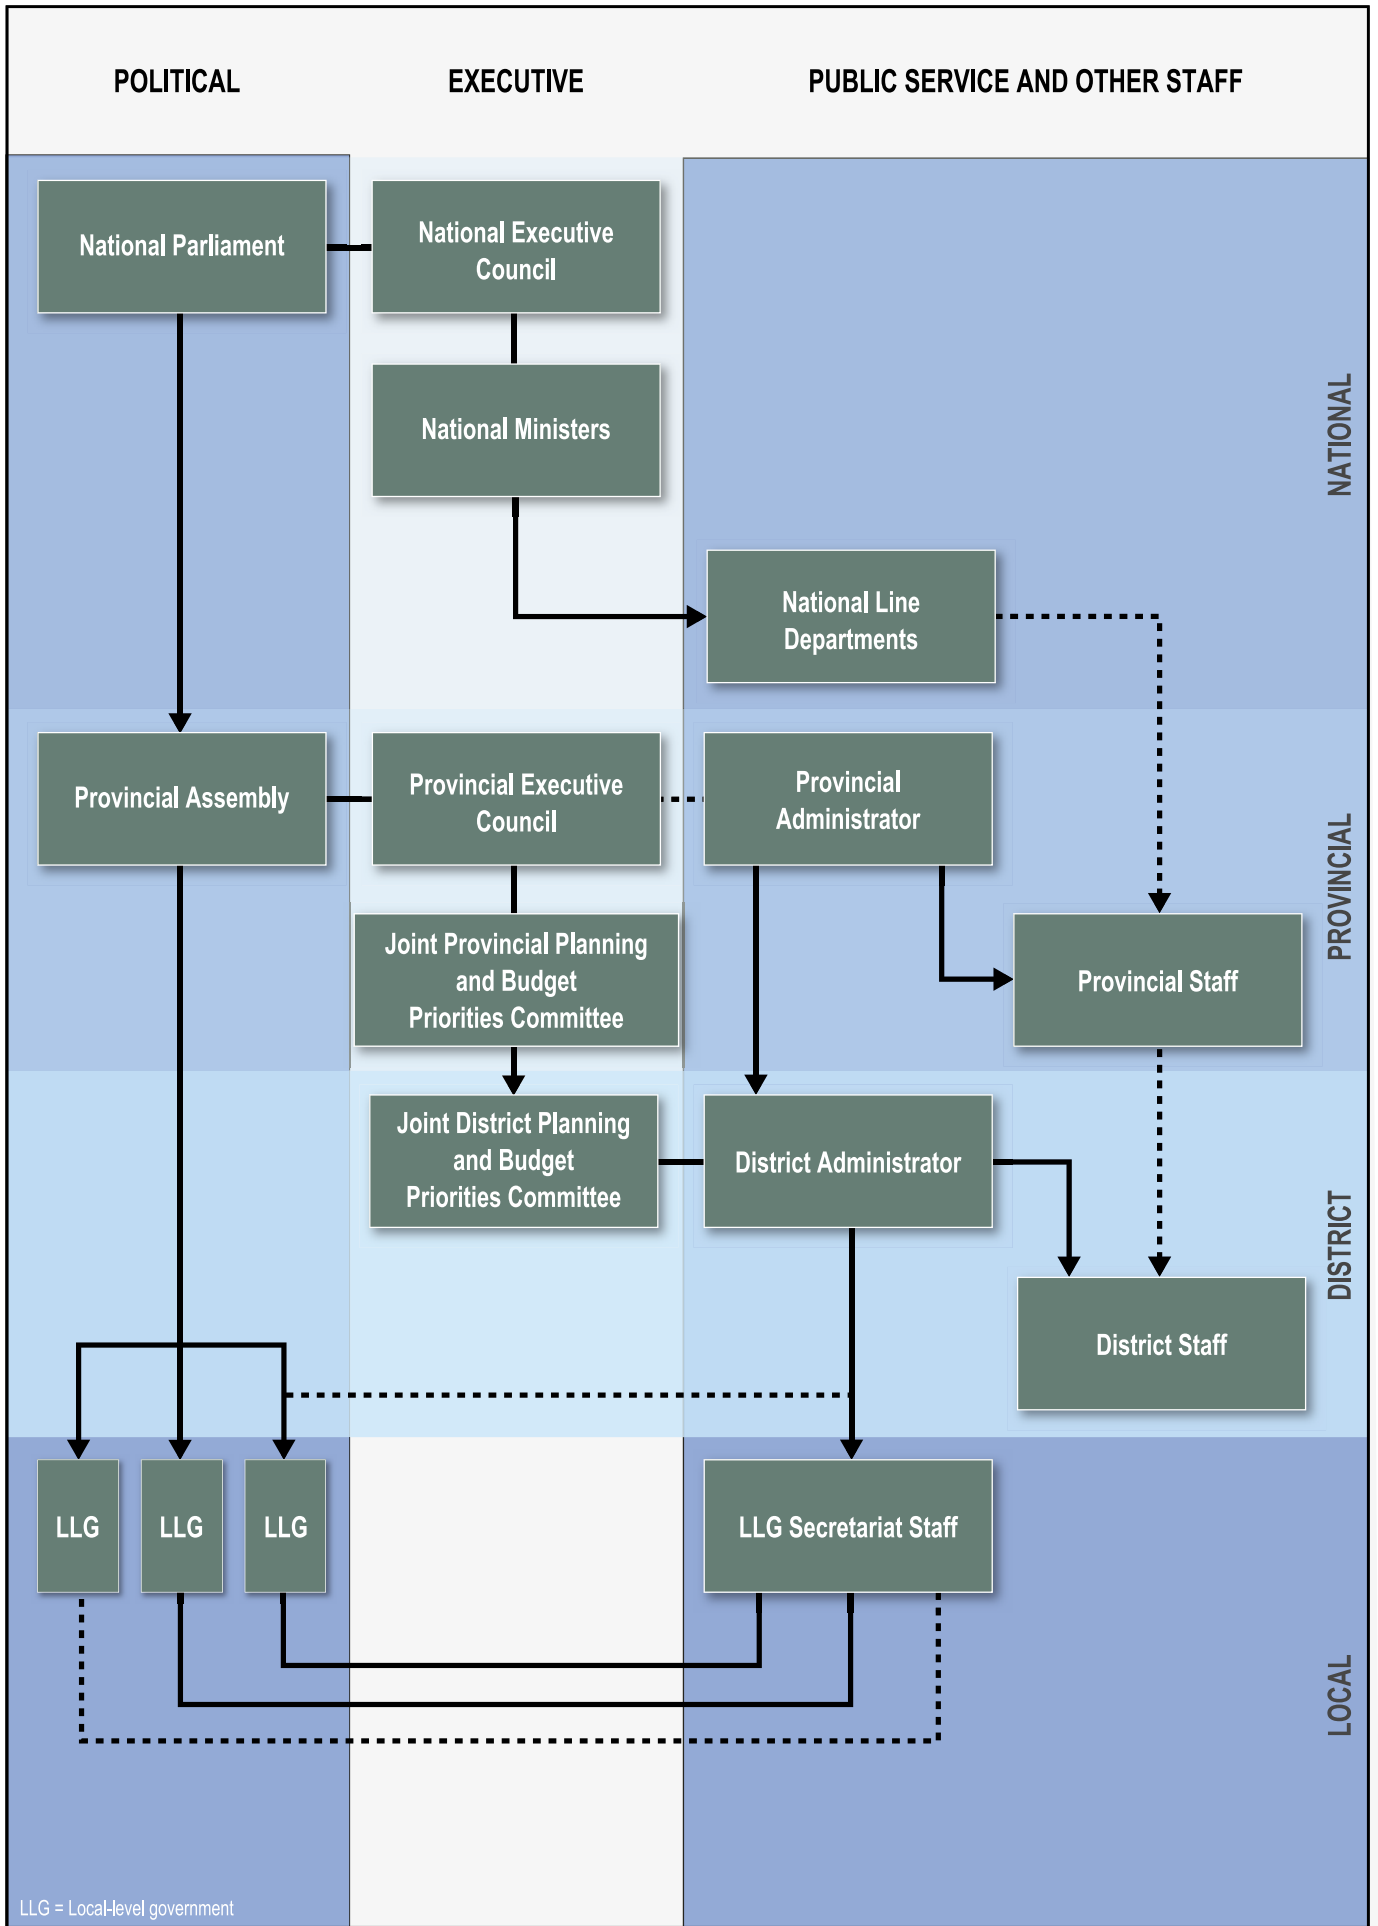 POLITICAL
EXECUTIVE
PUBLIC SERVICE AND OTHER STAFF
National Parliament
National Executive
Council
National Ministers
NATIONAL
National Line
Departments
Provincial Assembly
Provincial Executive
Council
Provincial
Administrator
PROVINCIAL
Joint Provincial Planning
and Budget
Priorities Committee
Provincial Staff
Joint District Planning
and Budget
Priorities Committee
District Administrator
DISTRICT
District Staff
LLG
LLG
LLG
LLG Secretariat Staff
LOCAL
LLG = Local-level government